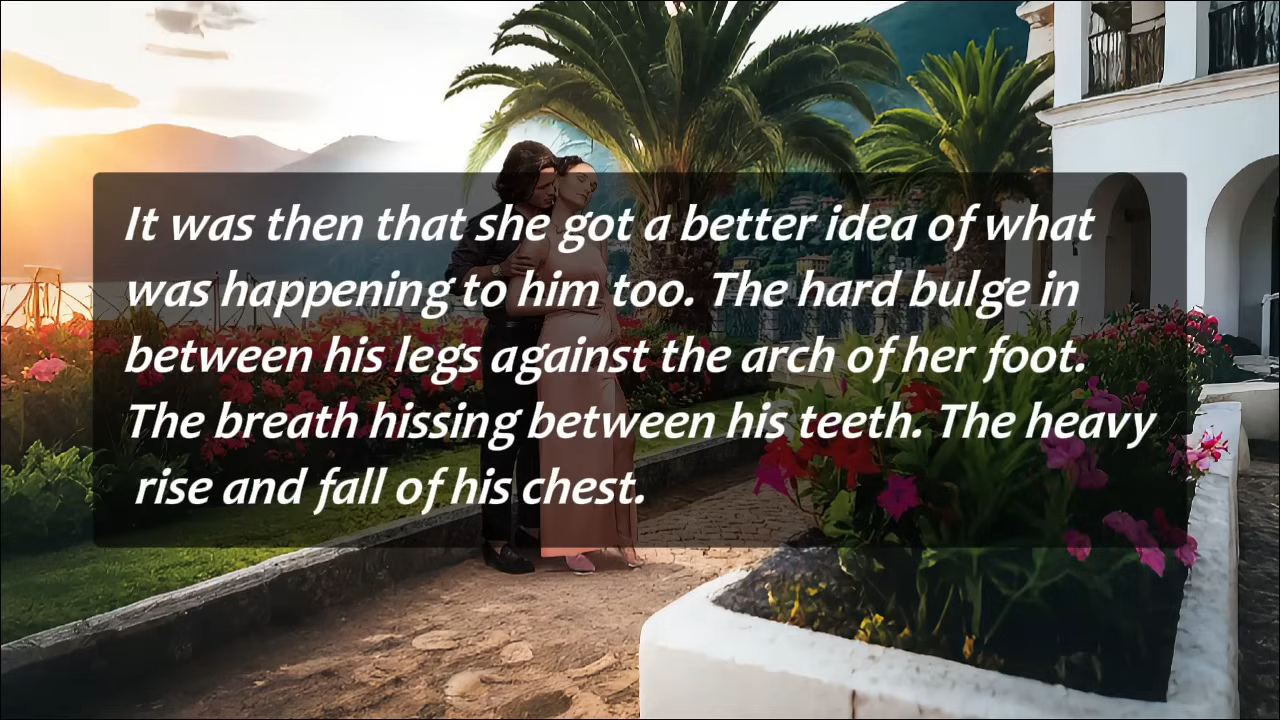 It was then that she got a better idea of what
was happening to him too. The hard bulge in
between his legs against the arch of her foot.
The breath hissing between his teeth. The heavy
rise and fall of his chest.